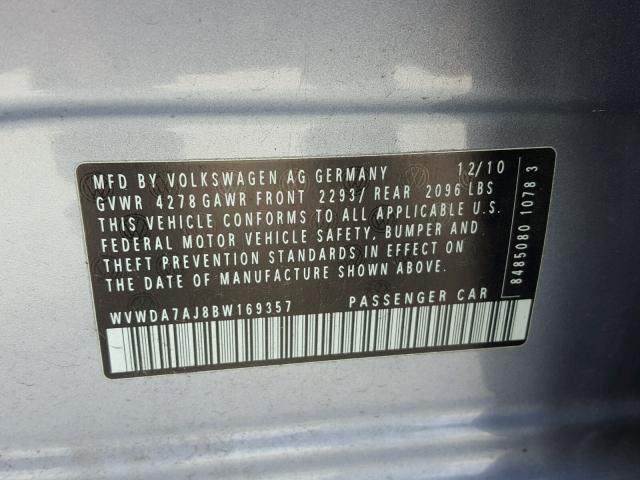 MFD BY VOLKSWAGEN AG GERMANY 12/10
GVWR 4278 GAWR FRONT 2293/ REAR 2096 LBS
THIS VEHICLE CONFORMS TO ALL APPLICABLE U.S.
FEDERAL MOTOR VEHICLE SAFETY, BUMPER AND
THEFT PREVENTION STANDARDS IN EFFECT ON
THE DATE OF MANUFACTURE SHOWN ABOVE.
WVWDA7AJ8BW169357 PASSENGER CAR
8485080 1078 3